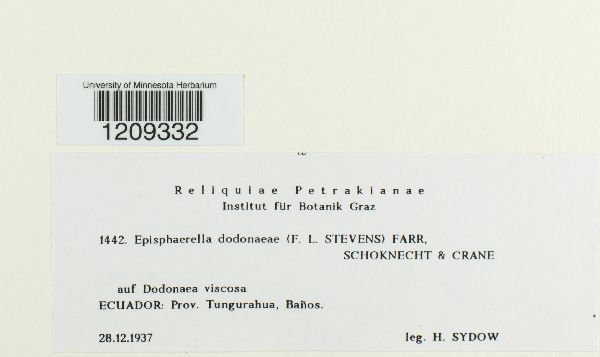 University of Minnesota Herbarium
1209332
Reliquiae Petrakianae
Institut für Botanik Graz
1442. Episphaerella dodonaeae (F. L. STEVENS) FARR,
SCHOKNECHT & CRANE
auf Dodonaea viscosa
ECUADOR: Prov. Tungurahua, Baños.
28.12.1937 leg. H. SYDOW